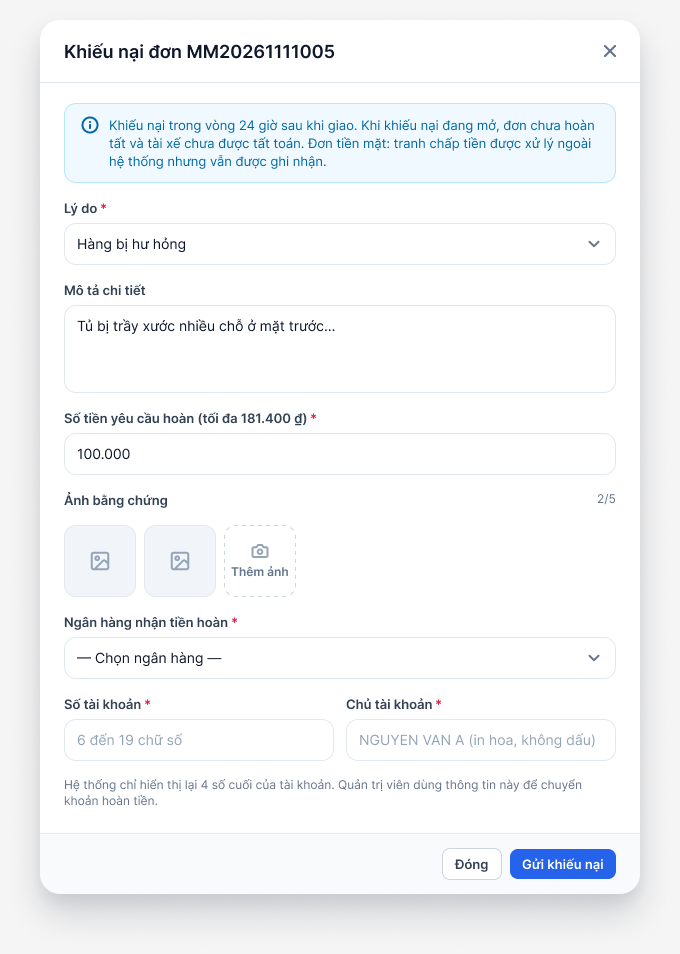 Khiếu nại đơn MM20261111005
Khiếu nại trong vòng 24 giờ sau khi giao. Khi khiếu nại đang mở, đơn chưa hoàn
tất và tài xế chưa được tất toán. Đơn tiền mặt: tranh chấp tiền được xử lý ngoài
hệ thống nhưng vẫn được ghi nhận.
Lý do *
Hàng bị hư hỏng
Mô tả chi tiết
Tủ bị trầy xước nhiều chỗ ở mặt trước...
Số tiền yêu cầu hoàn (tối đa 181.400 ₫) *
100.000
Ảnh bằng chứng 2/5
Thêm ảnh
Ngân hàng nhận tiền hoàn *
— Chọn ngân hàng —
Số tài khoản * Chủ tài khoản *
6 đến 19 chữ số NGUYEN VAN A (in hoa, không dấu)
Hệ thống chỉ hiển thị lại 4 số cuối của tài khoản. Quản trị viên dùng thông tin này để chuyển
khoản hoàn tiền.
Đóng Gửi khiếu nại